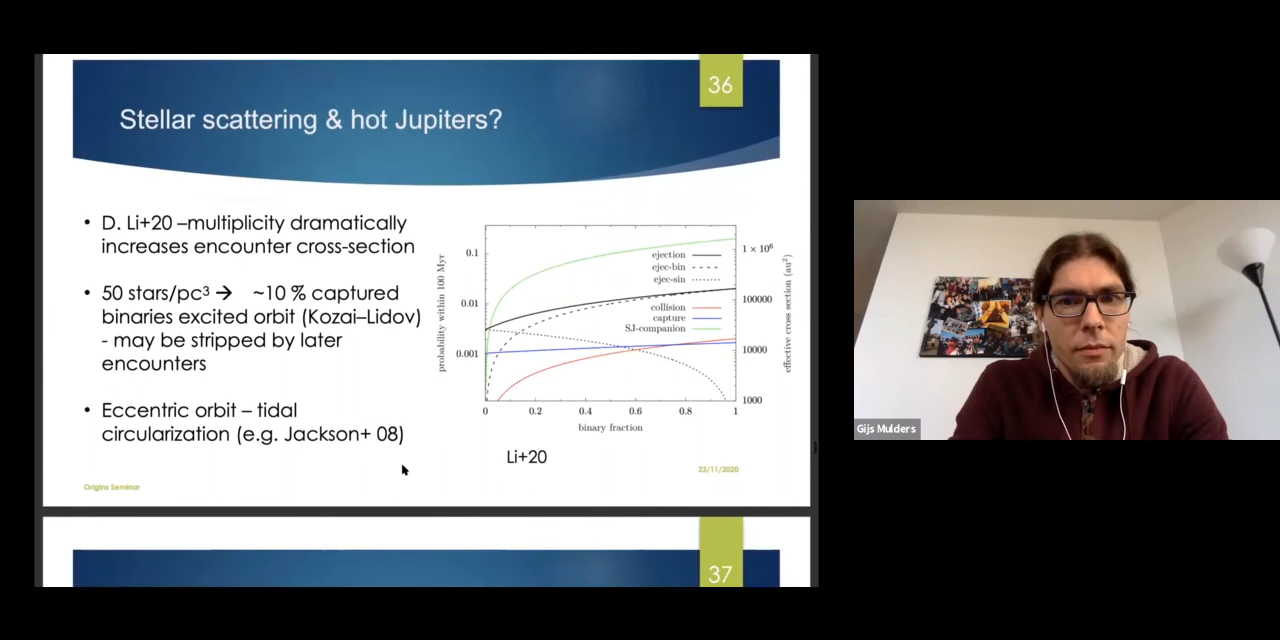 36
Stellar scattering & hot Jupiters?
• D. Li+20 –multiplicity dramatically
increases encounter cross-section
• 50 stars/pc³ → ~10 % captured
binaries excited orbit (Kozai–Lidov)
- may be stripped by later
encounters
• Eccentric orbit – tidal
circularization (e.g. Jackson+ 08)
probability within 100 Myr
0.1
0.01
0.001
ejection
ejec-bin
ejec-sin
collision
capture
SJ-companion
1 × 10⁶
100000
10000
1000
effective cross section (au²)
0 0.2 0.4 0.6 0.8 1
binary fraction
Li+20
Origins Seminar
23/11/2020
37
Gijs Mulders